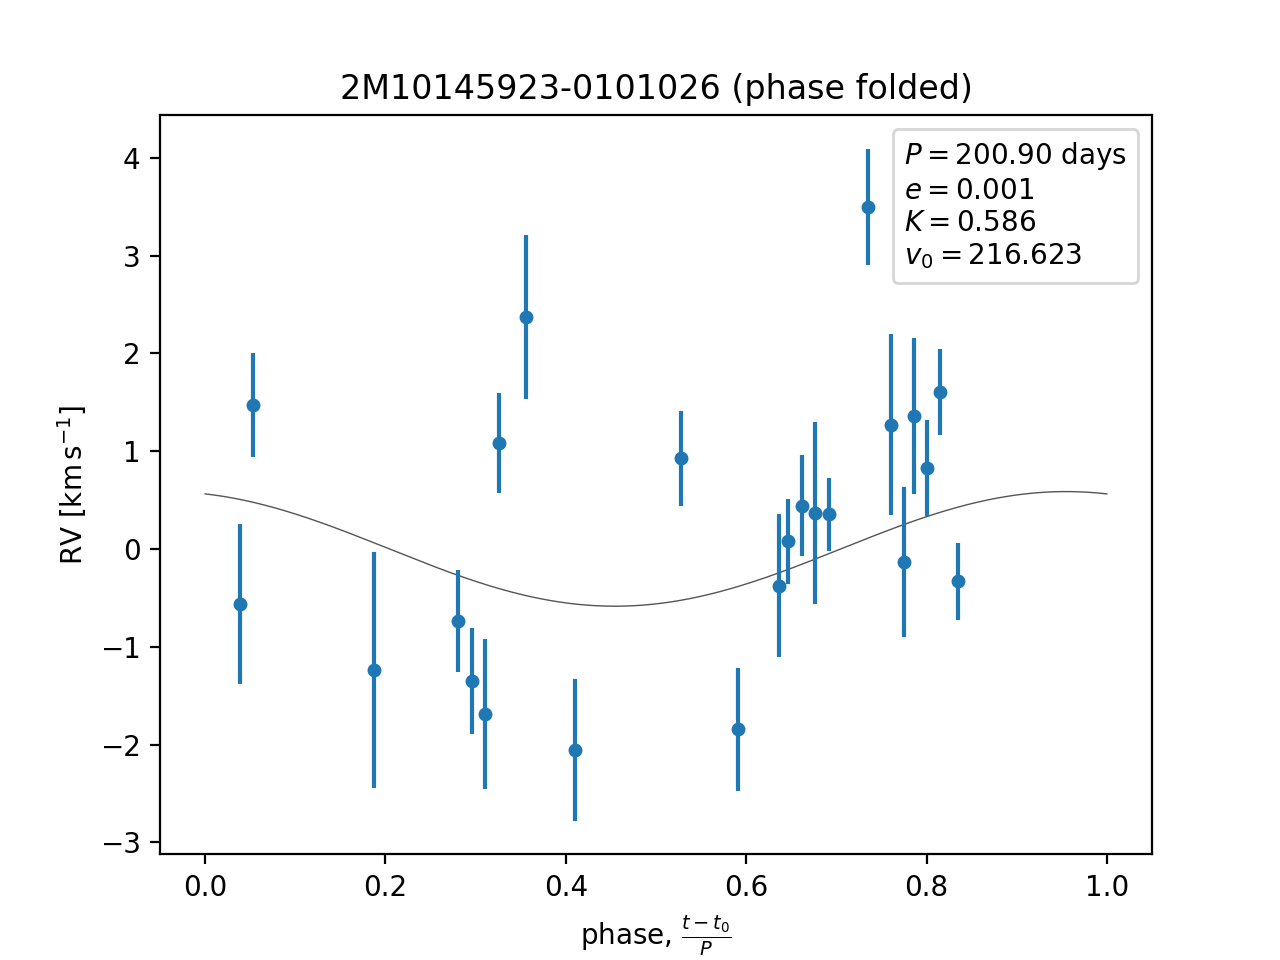 2M10145923-0101026 (phase folded)
P = 200.90 days
e = 0.001
K = 0.586
v₀ = 216.623
RV [km s⁻¹]
4
3
2
1
0
−1
−2
−3
0.0 0.2 0.4 0.6 0.8 1.0
phase, (t − t₀)/P